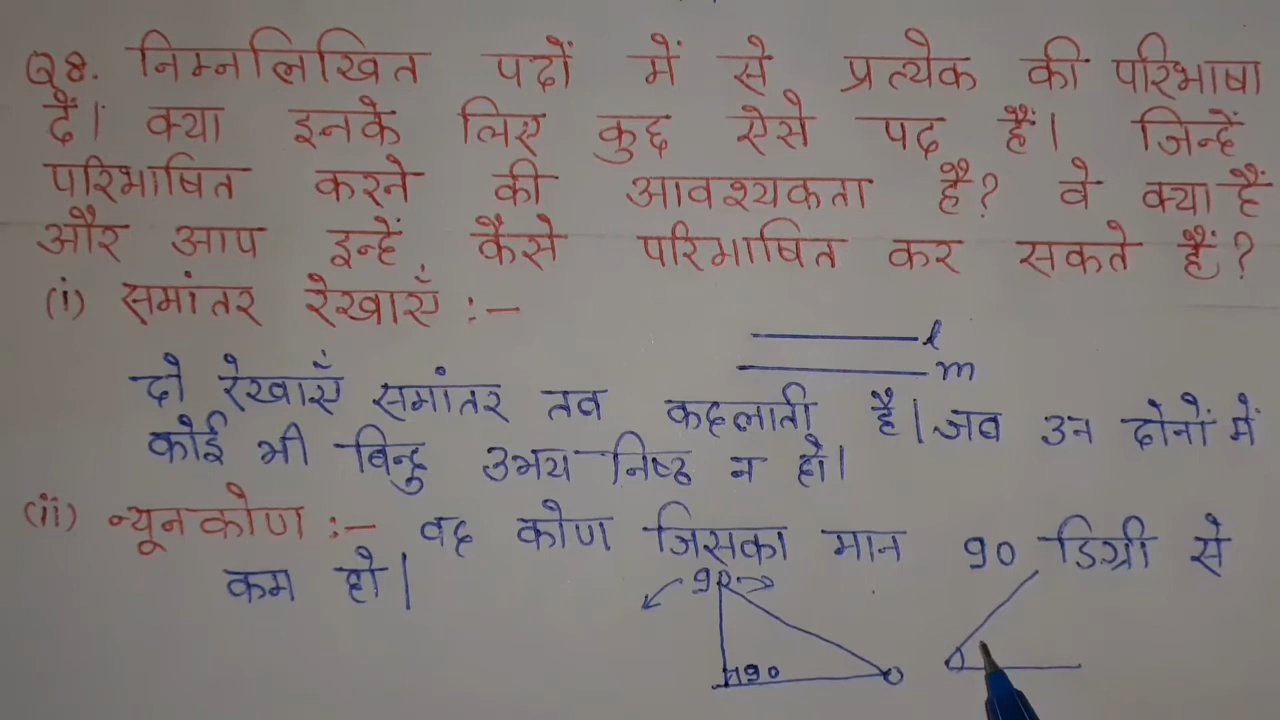 Q8. निम्नलिखित पदों में से प्रत्येक की परिभाषा
दें। क्या इनके लिए कुछ ऐसे पद हैं। जिन्हें
परिभाषित करने की आवश्यकता है? वे क्या हैं
और आप इन्हें कैसे परिभाषित कर सकते हैं?
(i) समांतर रेखाएँ :-
l
m
दो रेखाएँ समांतर तब कहलाती है। जब उन दोनों में
कोई भी बिन्दु उभय निष्ठ न हो।
(ii) न्यूनकोण :- वह कोण जिसका मान 90 डिग्री से
कम हो।
90